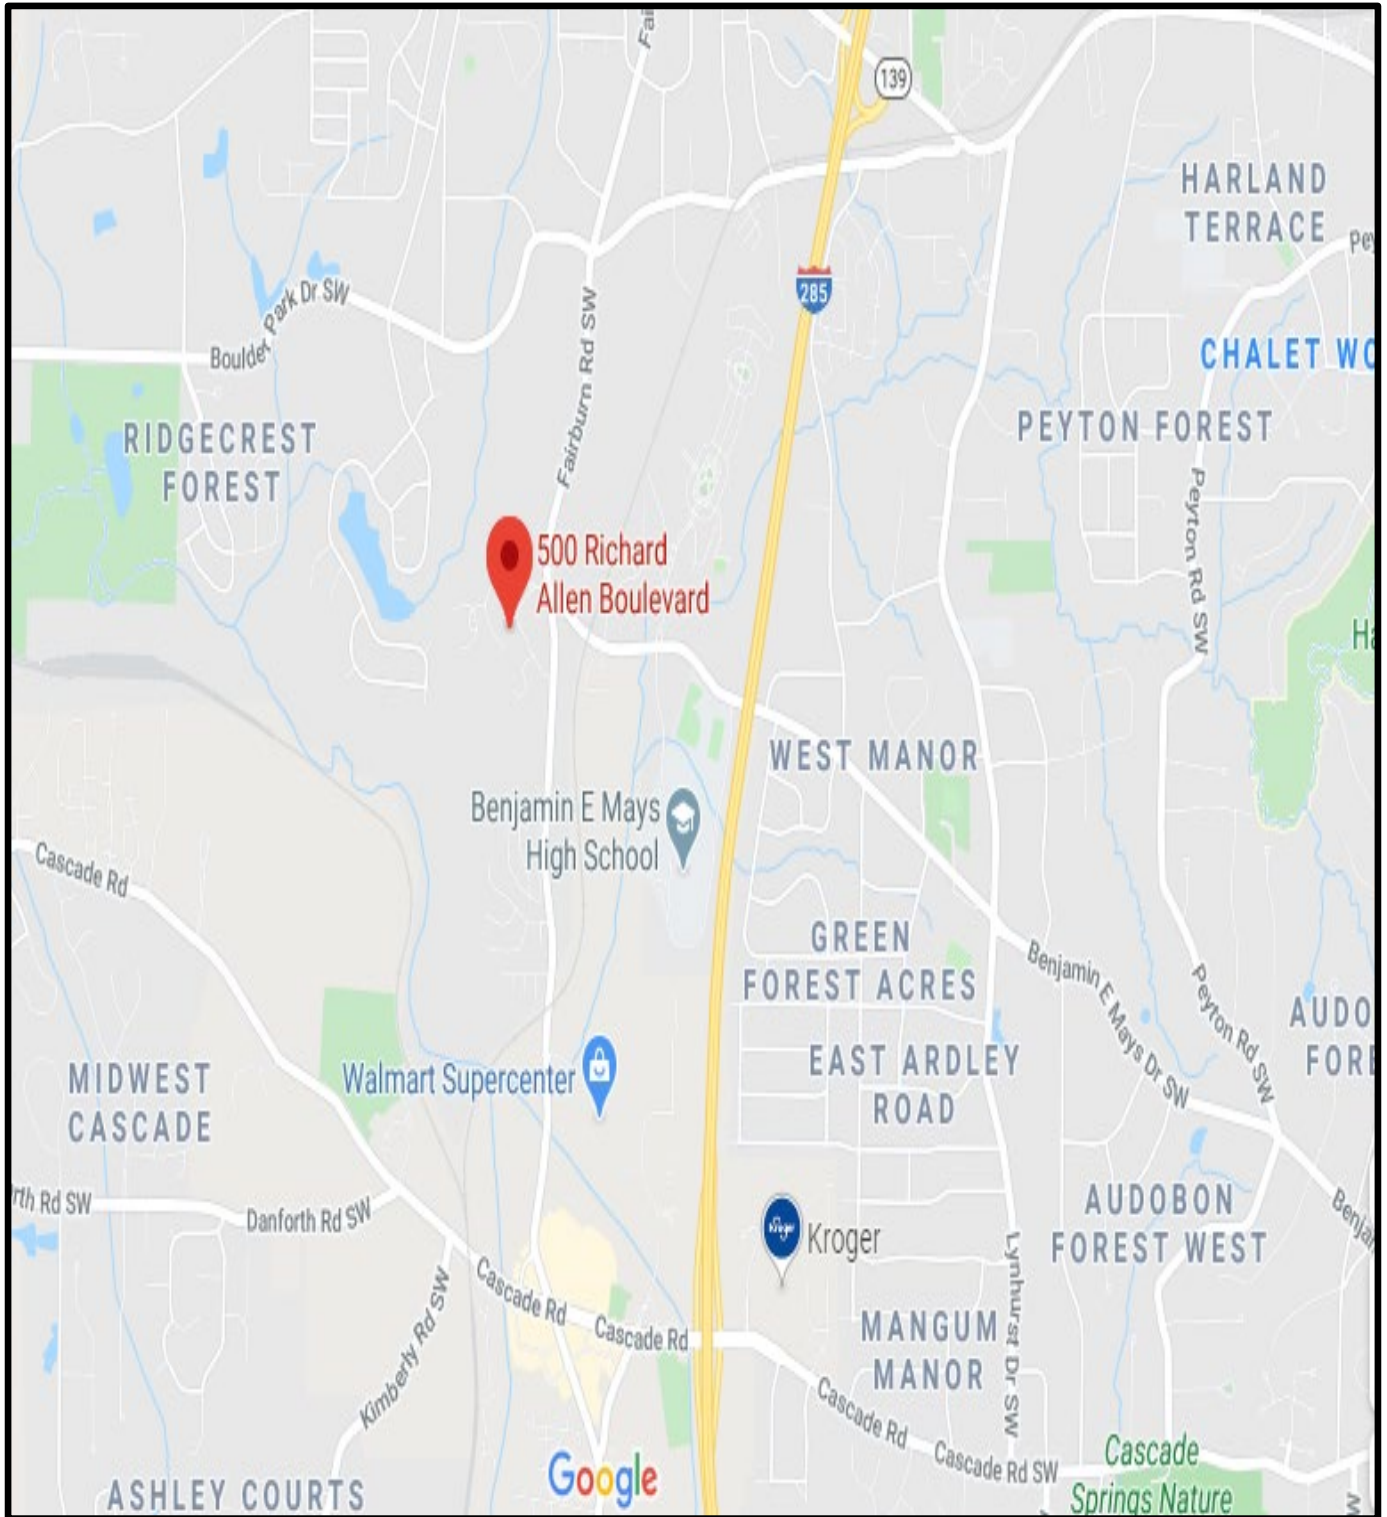 Fai
139
HARLAND
TERRACE
Pey
285
Boulder Park Dr SW
Fairburn Rd SW
CHALET WO
RIDGECREST
FOREST
PEYTON FOREST
Peyton Rd SW
500 Richard
Allen Boulevard
Ha
WEST MANOR
Benjamin E Mays
High School
Cascade Rd
GREEN
FOREST ACRES
Benjamin E Mays Dr SW
Peyton Rd SW
AUDO
FORE
MIDWEST
CASCADE
Walmart Supercenter
EAST ARDLEY
ROAD
rth Rd SW
Danforth Rd SW
AUDOBON
FOREST WEST
Benjar
Kroger
Kroger
Lynhurst Dr SW
Cascade Rd
Cascade Rd
Kimberly Rd SW
MANGUM
MANOR
Cascade Rd
Cascade Rd SW
Cascade
Springs Nature
Google
ASHLEY COURTS
M